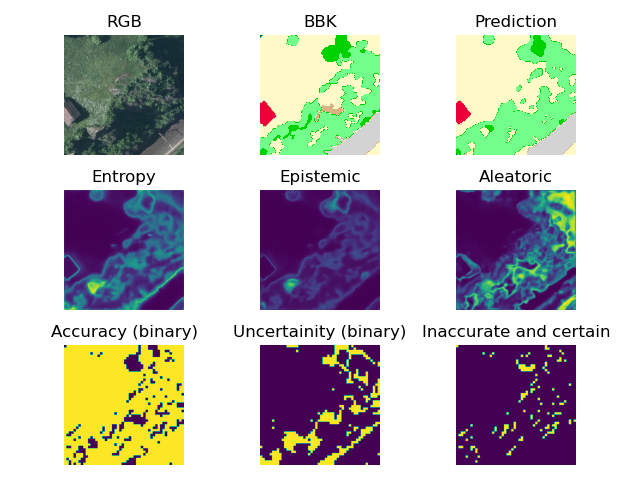 RGB
BBK
Prediction
Entropy
Epistemic
Aleatoric
Accuracy (binary)
Uncertainity (binary)
Inaccurate and certain